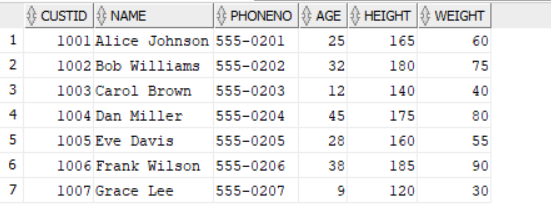 CUSTID NAME PHONENO AGE HEIGHT WEIGHT
1 1001 Alice Johnson 555-0201 25 165 60
2 1002 Bob Williams 555-0202 32 180 75
3 1003 Carol Brown 555-0203 12 140 40
4 1004 Dan Miller 555-0204 45 175 80
5 1005 Eve Davis 555-0205 28 160 55
6 1006 Frank Wilson 555-0206 38 185 90
7 1007 Grace Lee 555-0207 9 120 30